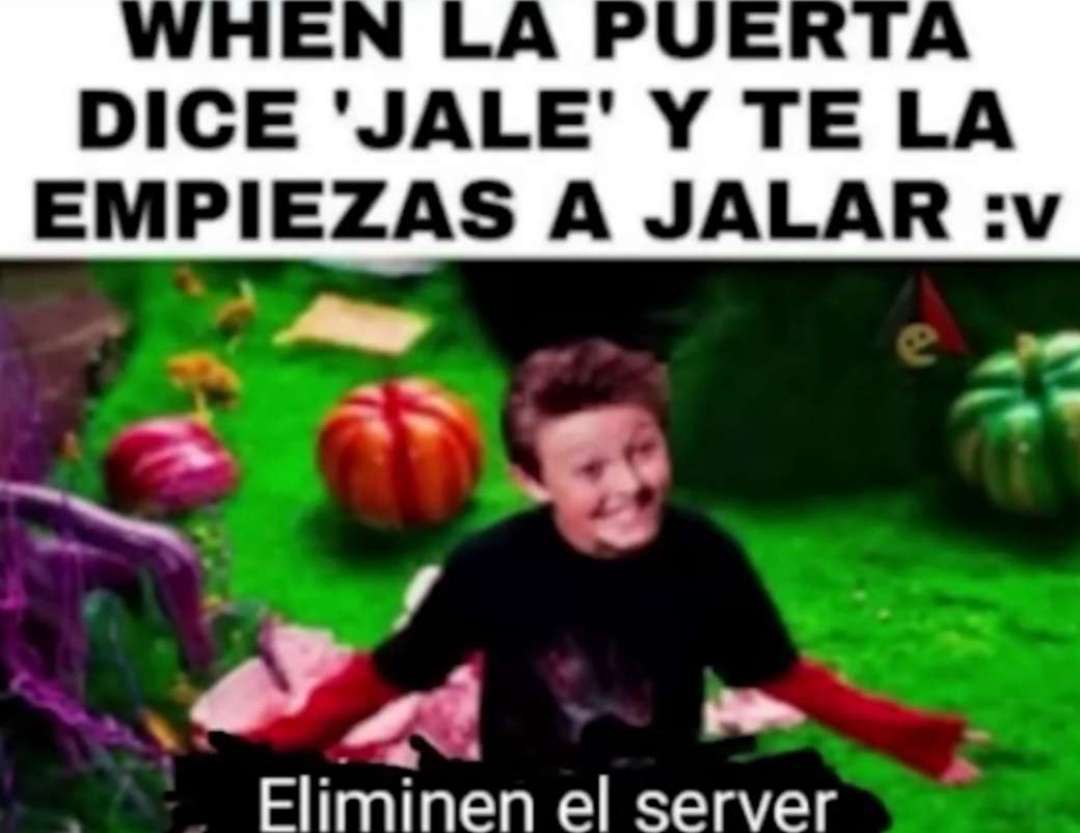 WHEN LA PUERTA
DICE 'JALE' Y TE LA
EMPIEZAS A JALAR :v
e
Eliminen el server